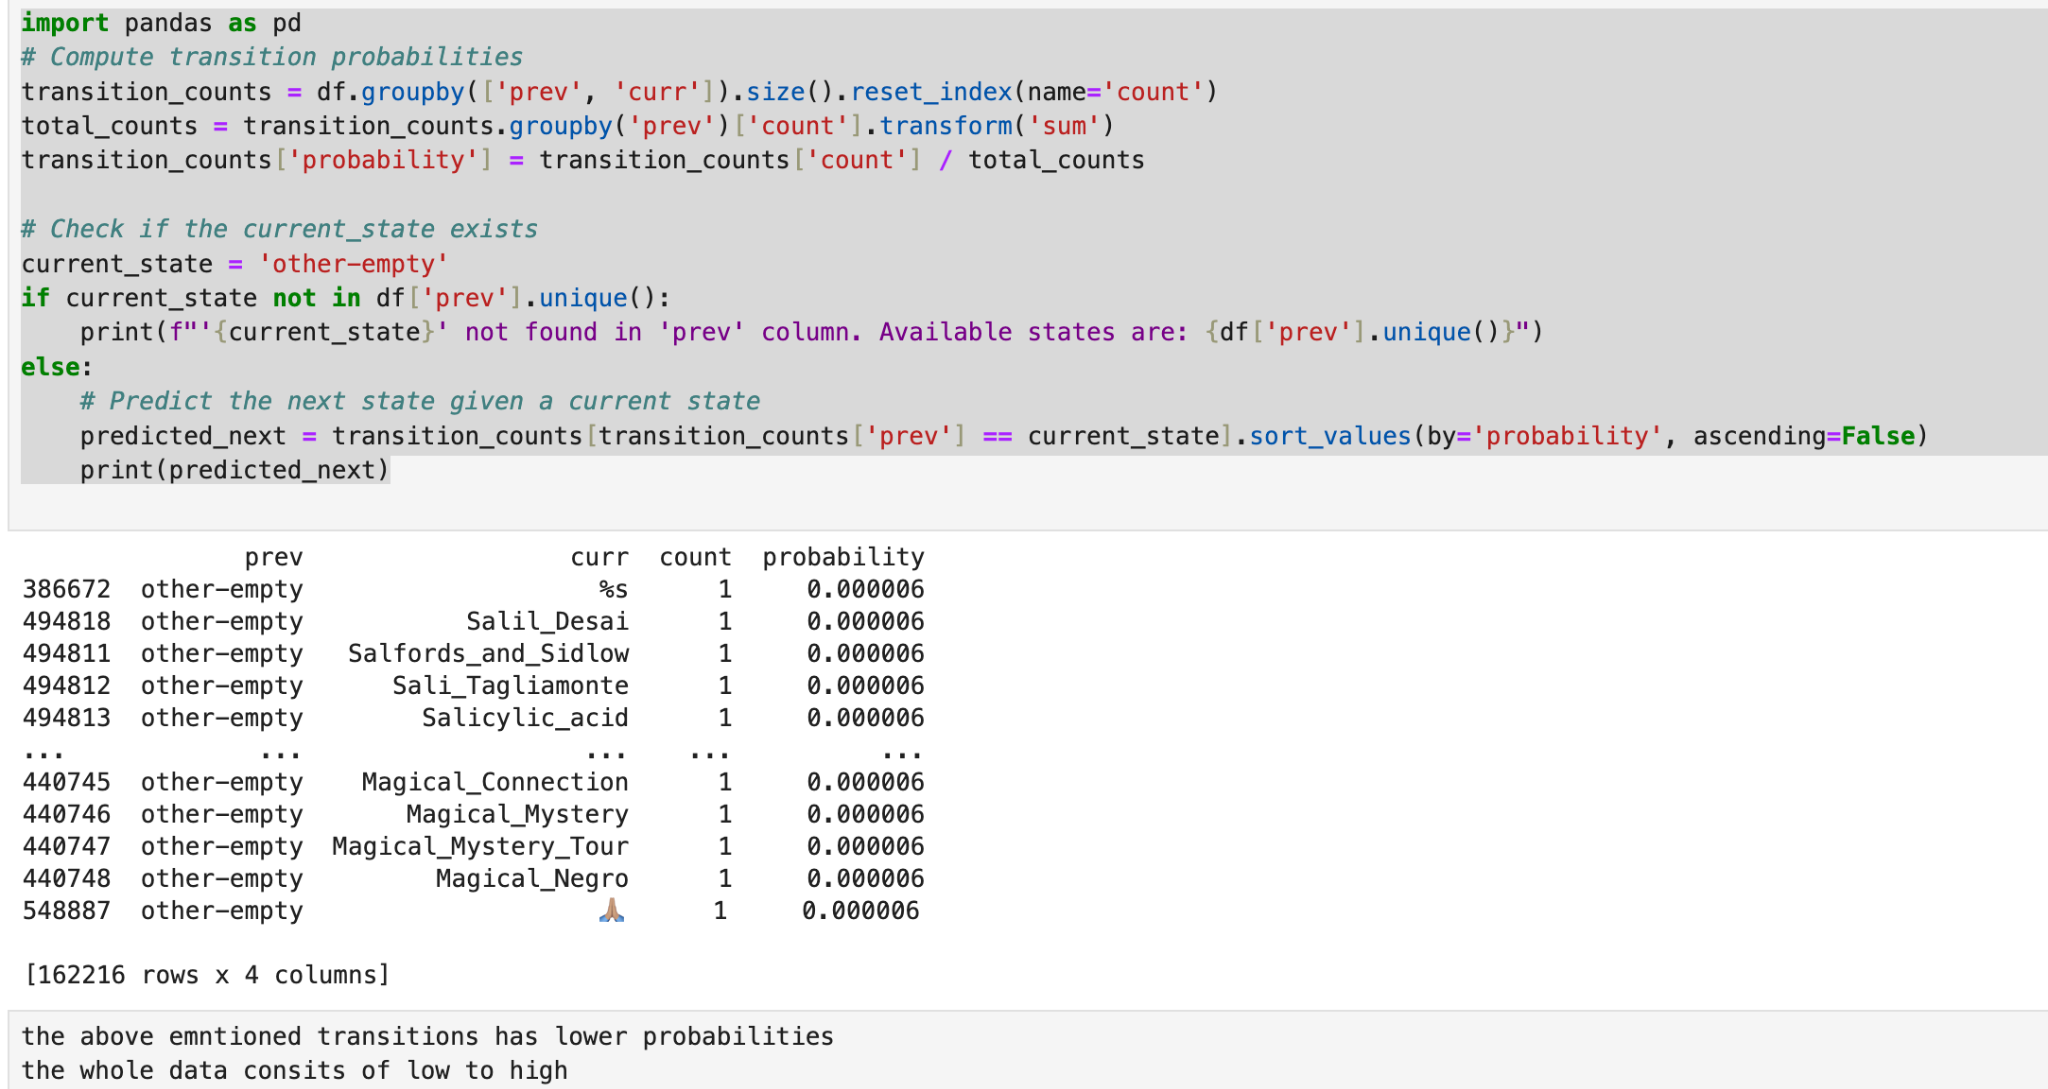 import pandas as pd
# Compute transition probabilities
transition_counts = df.groupby(['prev', 'curr']).size().reset_index(name='count')
total_counts = transition_counts.groupby('prev')['count'].transform('sum')
transition_counts['probability'] = transition_counts['count'] / total_counts
# Check if the current_state exists
current_state = 'other-empty'
if current_state not in df['prev'].unique():
    print(f"'{current_state}' not found in 'prev' column. Available states are: {df['prev'].unique()}")
else:
    # Predict the next state given a current state
    predicted_next = transition_counts[transition_counts['prev'] == current_state].sort_values(by='probability', ascending=False)
    print(predicted_next)
prev curr count probability
386672 other-empty %s 1 0.000006
494818 other-empty Salil_Desai 1 0.000006
494811 other-empty Salfords_and_Sidlow 1 0.000006
494812 other-empty Sali_Tagliamonte 1 0.000006
494813 other-empty Salicylic_acid 1 0.000006
... ... ... ... ...
440745 other-empty Magical_Connection 1 0.000006
440746 other-empty Magical_Mystery 1 0.000006
440747 other-empty Magical_Mystery_Tour 1 0.000006
440748 other-empty Magical_Negro 1 0.000006
548887 other-empty 🙏🏽 1 0.000006
[162216 rows x 4 columns]
the above emntioned transitions has lower probabilities
the whole data consits of low to high